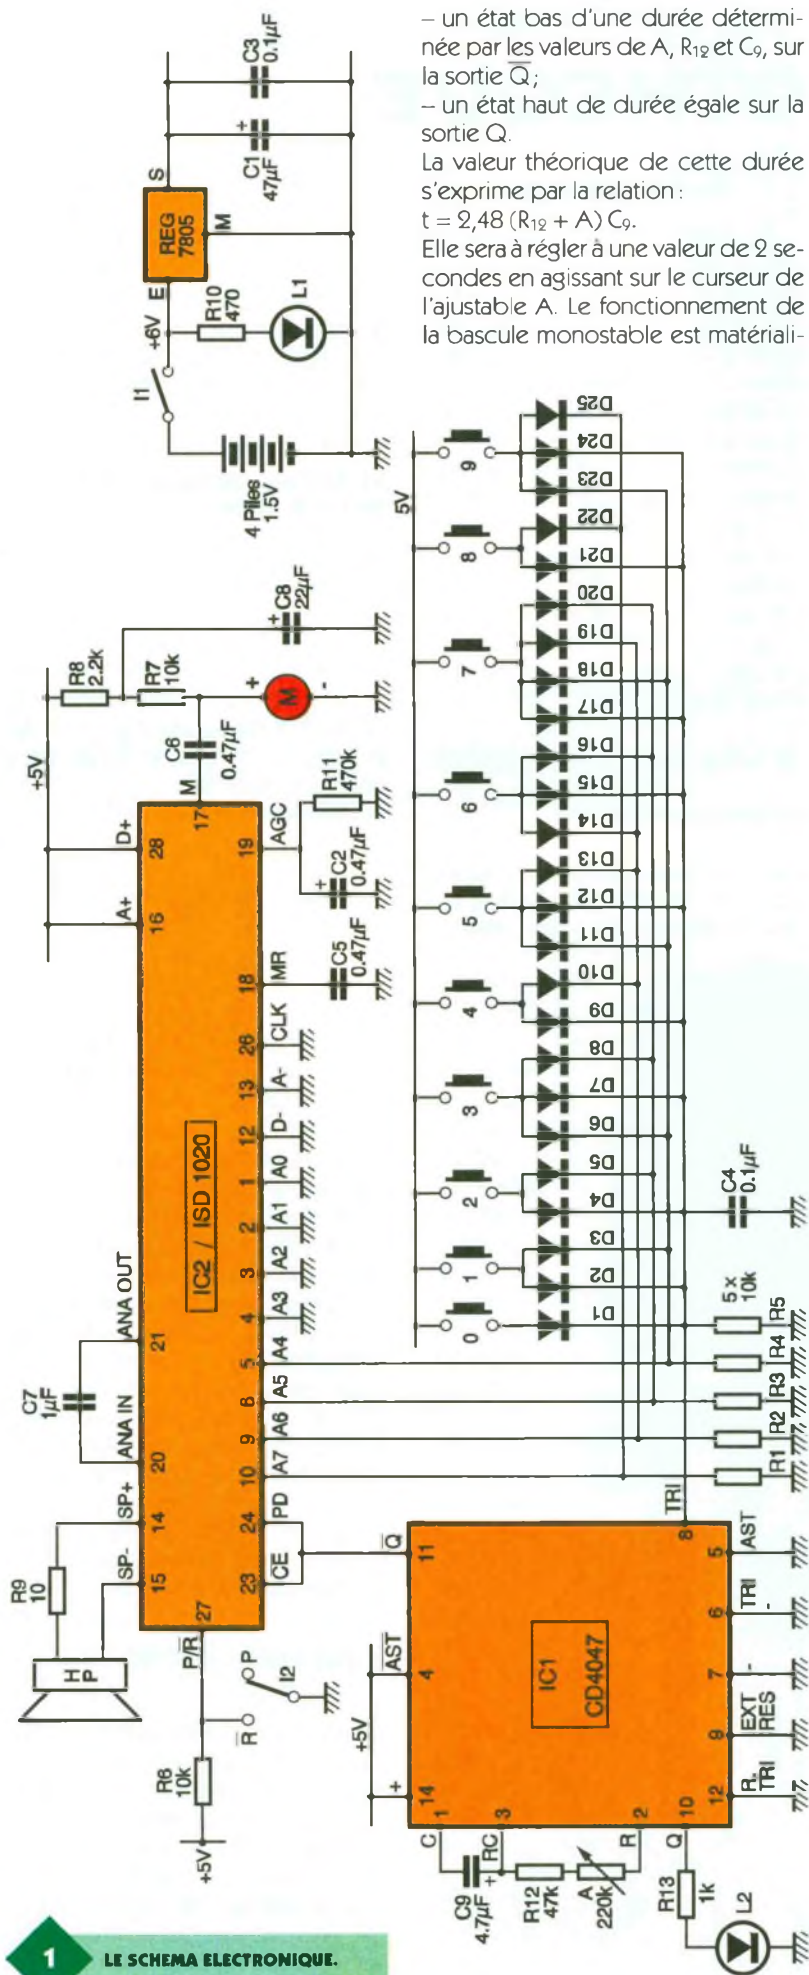 – un état bas d'une durée détermi-
née par les valeurs de A, R12 et C9, sur
la sortie Q̅;
– un état haut de durée égale sur la
sortie Q.
La valeur théorique de cette durée
s'exprime par la relation :
t = 2,48 (R12 + A) C9.
Elle sera à régler à une valeur de 2 se-
condes en agissant sur le curseur de
l'ajustable A. Le fonctionnement de
la bascule monostable est matériali-
4 Piles
1.5V
I1
+6V
E
REG
7805
S
M
R10
470
L1
C1
+
47µF
C3
0.1µF
HP
R9
10
SP-
SP+
15
14
C7
1µF
ANA IN
ANA OUT
20
21
IC2 / ISD 1020
A+
D+
16
28
+5V
R8
2.2k
R7
10k
C8
+
22µF
C6
0.47µF
M
17
+
M
-
+5V
R6
10k
P/R̅
27
R̅
P
I2
23
24
10
9
6
5
4
3
2
1
12
13
26
18
19
C̅E̅
PD
A7
A6
A5
A4
A3
A2
A1
A0
D-
A-
CLK
MR
AGC
C5
0.47µF
+
C2
0.47µF
R11
470k
5V
0
1
2
3
4
5
6
7
8
9
D1
D2
D3
D4
D5
D6
D7
D8
D9
D10
D11
D12
D13
D14
D15
D16
D17
D18
D19
D20
D21
D22
D23
D24
D25
R1
R2
R3
R4
R5
5 x
10k
C4
0.1µF
IC1
CD4047
+5V
+
A̅S̅T̅
14
4
Q̅
11
TRI
8
C
1
RC
3
R
2
Q
10
C9
4.7µF
+
R12
47k
A
220k
R13
1k
L2
12
9
7
6
5
R-
TRI
EXT
RES
-
TRI
-
AST
1
LE SCHEMA ELECTRONIQUE.